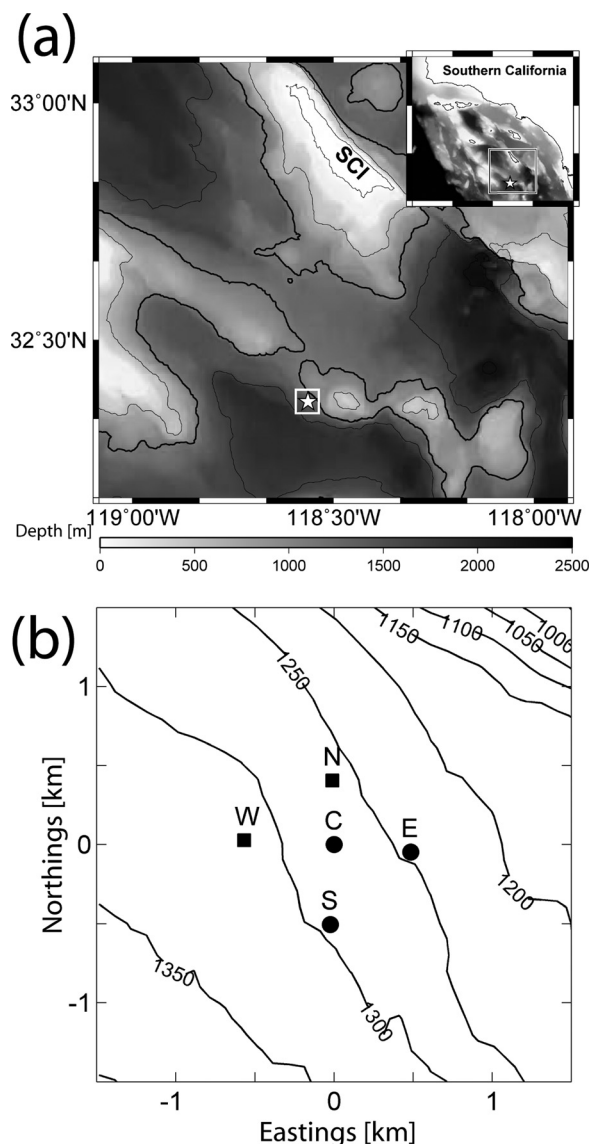 (a)
Southern California
33°00'N
SCI
32°30'N
119°00'W
118°30'W
118°00'W
Depth [m]
0
500
1000
1500
2000
2500
(b)
1150
1100
1050
1000
1250
1
N
W
C
E
0
S
1200
1350
1300
-1
Northings [km]
-1
0
1
Eastings [km]